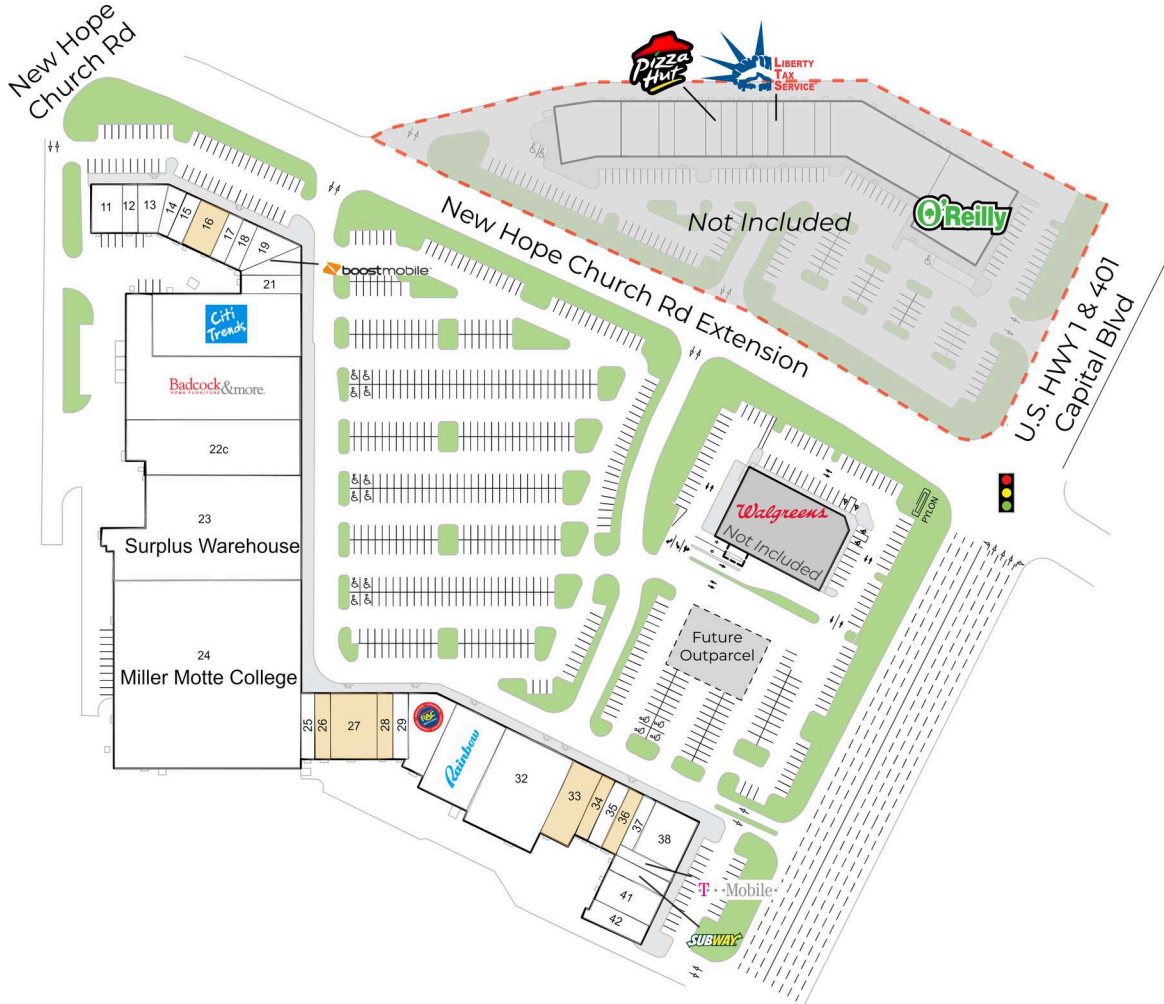 New Hope
Church Rd
Pizza
Hut
LIBERTY
TAX
SERVICE
Not Included
O'Reilly
New Hope Church Rd Extension
U.S. HWY 1 & 401
Capital Blvd
11
12
13
14
15
16
17
18
19
boostmobile
21
Citi
Trends
Badcock &more.
HOME FURNITURE
22c
23
Surplus Warehouse
24
Miller Motte College
Walgreens
Not Included
PYLON
Future
Outparcel
25
26
27
28
29
RAC
Rainbow
32
33
34
35
36
37
38
T··Mobile·
41
42
SUBWAY